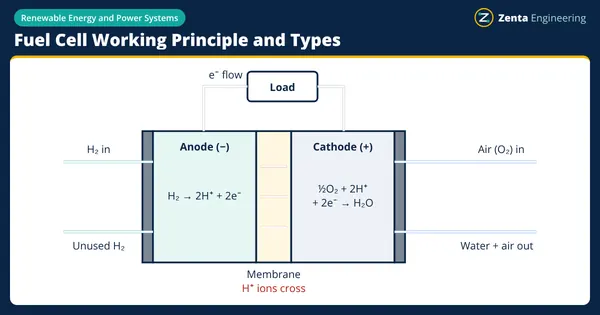 Renewable Energy and Power Systems
Zenta Engineering
Fuel Cell Working Principle and Types
e⁻ flow
Load
H₂ in
Anode (−)
Cathode (+)
Air (O₂) in
H₂ → 2H⁺ + 2e⁻
½O₂ + 2H⁺
+ 2e⁻ → H₂O
Unused H₂
Water + air out
Membrane
H⁺ ions cross